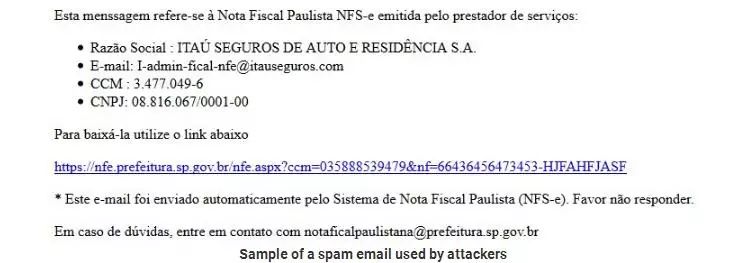 Esta menssagem refere-se à Nota Fiscal Paulista NFS-e emitida pelo prestador de serviços:
• Razão Social : ITAÚ SEGUROS DE AUTO E RESIDÊNCIA S.A.
• E-mail: I-admin-fical-nfe@itauseguros.com
• CCM : 3.477.049-6
• CNPJ: 08.816.067/0001-00
Para baixá-la utilize o link abaixo
https://nfe.prefeitura.sp.gov.br/nfe.aspx?ccm=035888539479&nf=66436456473453-HJFAHFJASF
* Este e-mail foi enviado automaticamente pelo Sistema de Nota Fiscal Paulista (NFS-e). Favor não responder.
Em caso de dúvidas, entre em contato com notaficalpaulistana@prefeitura.sp.gov.br
Sample of a spam email used by attackers